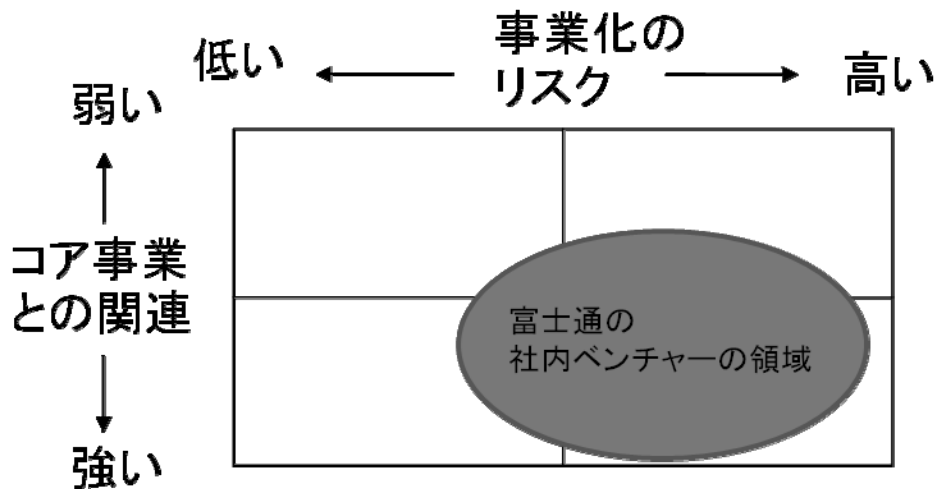 事業化の
リスク
低い
高い
弱い
コア事業
との関連
強い
富士通の
社内ベンチャーの領域